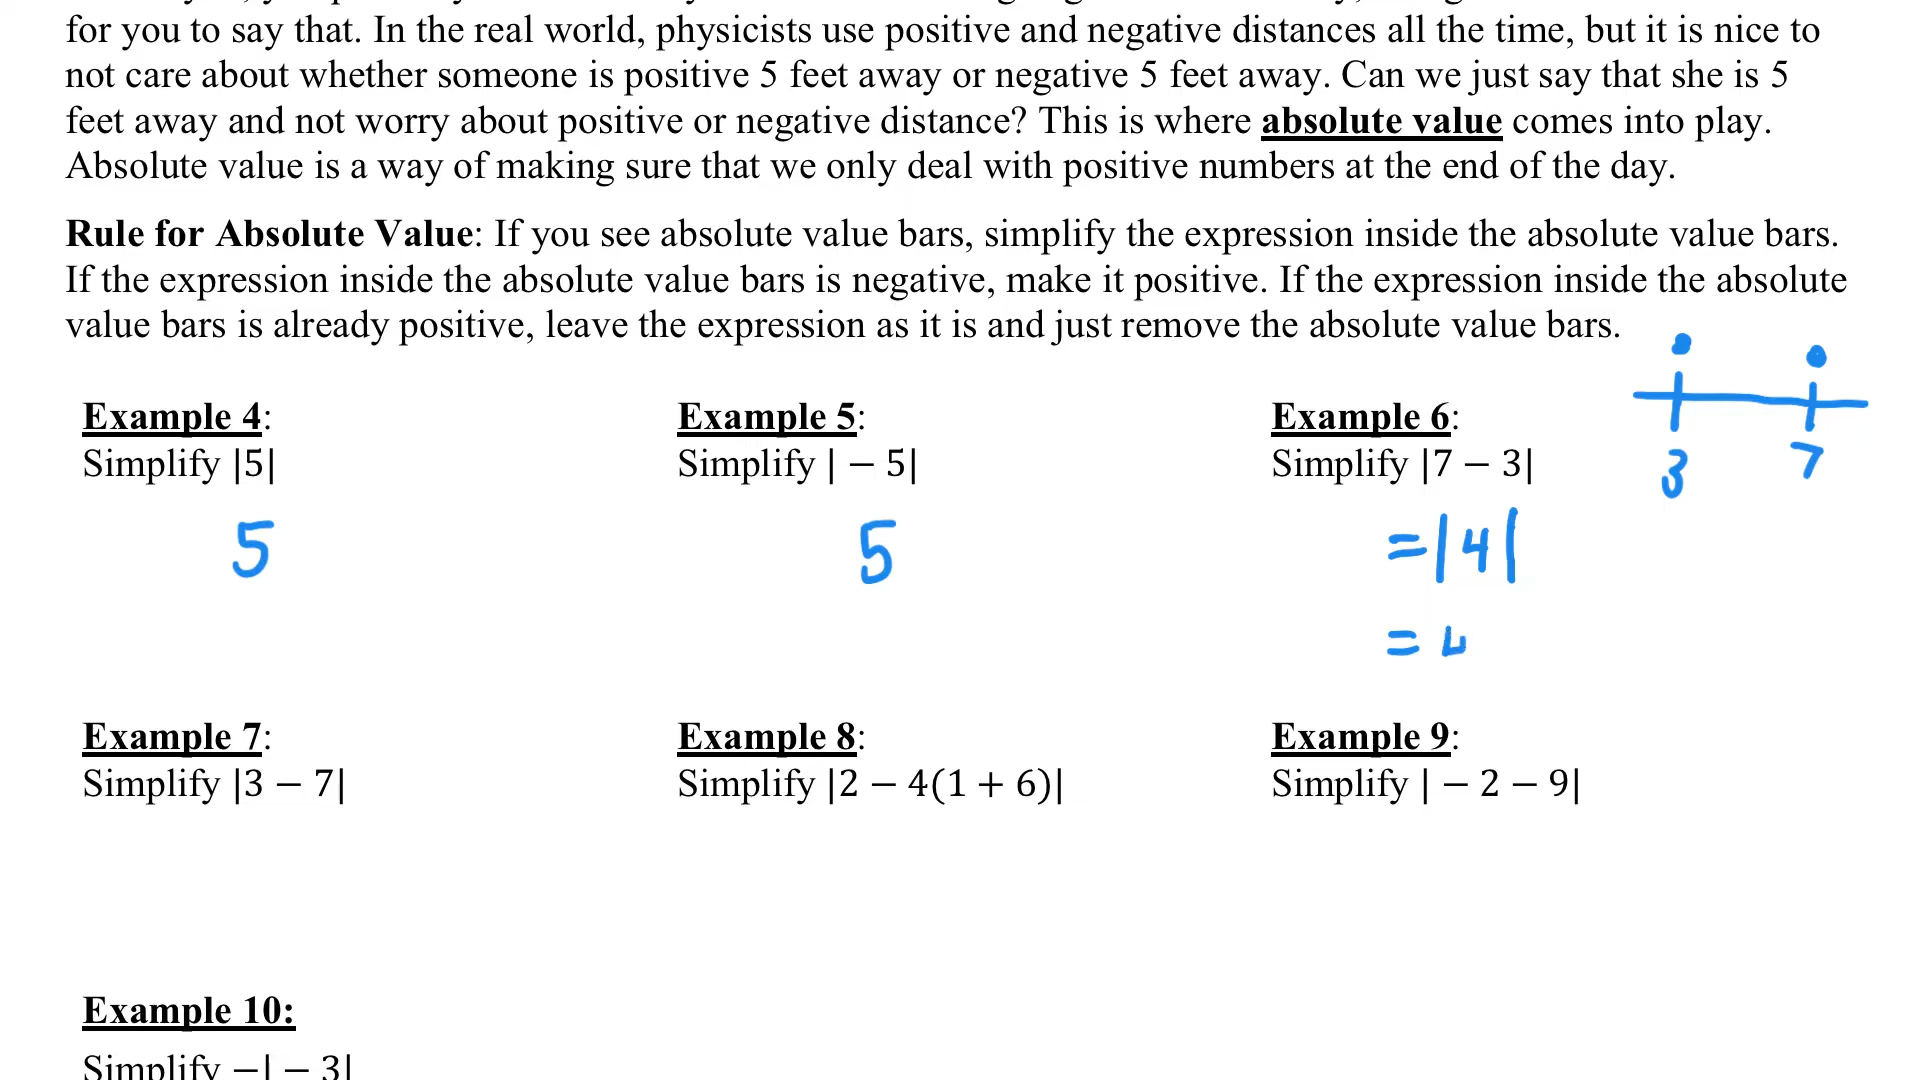 for you to say that. In the real world, physicists use positive and negative distances all the time, but it is nice to
not care about whether someone is positive 5 feet away or negative 5 feet away. Can we just say that she is 5
feet away and not worry about positive or negative distance? This is where absolute value comes into play.
Absolute value is a way of making sure that we only deal with positive numbers at the end of the day.
Rule for Absolute Value: If you see absolute value bars, simplify the expression inside the absolute value bars.
If the expression inside the absolute value bars is negative, make it positive. If the expression inside the absolute
value bars is already positive, leave the expression as it is and just remove the absolute value bars.
Example 4:
Simplify |5|
5
Example 5:
Simplify | − 5|
5
Example 6:
Simplify |7 − 3|
=|4|
= 4
3 7
Example 7:
Simplify |3 − 7|
Example 8:
Simplify |2 − 4(1 + 6)|
Example 9:
Simplify | − 2 − 9|
Example 10:
Simplify −| − 3|